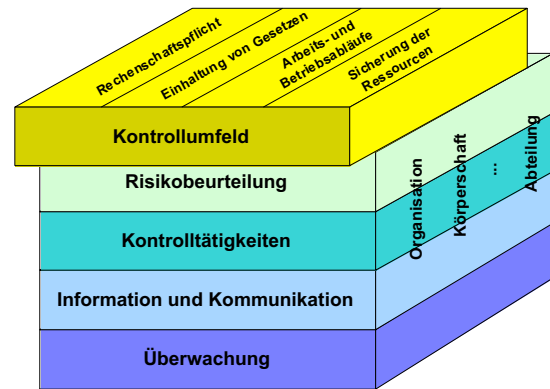 Rechenschaftspflicht
Einhaltung von Gesetzen
Arbeits- und
Betriebsabläufe
Sicherung der
Ressourcen
Kontrollumfeld
Risikobeurteilung
Kontrolltätigkeiten
Information und Kommunikation
Überwachung
Organisation
Körperschaft
...
Abteilung